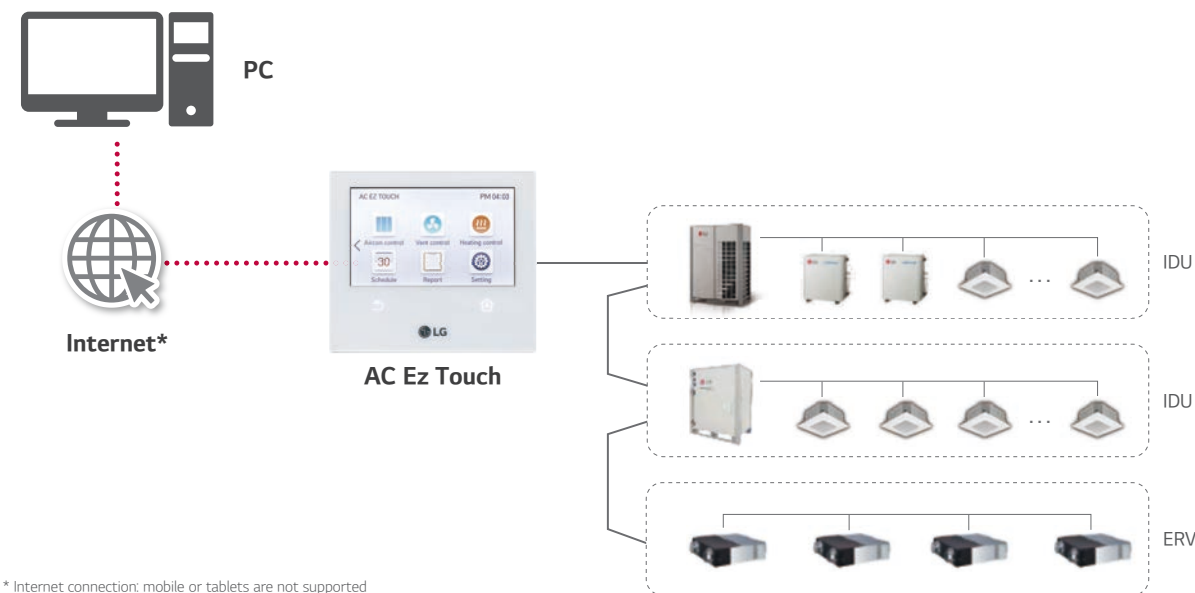 PC
Internet*
AC EZ TOUCH
PM 04:03
Aircon control
Vent control
Heating control
30
Schedule
Report
Setting
LG
AC Ez Touch
IDU
...
IDU
...
ERV
* Internet connection: mobile or tablets are not supported